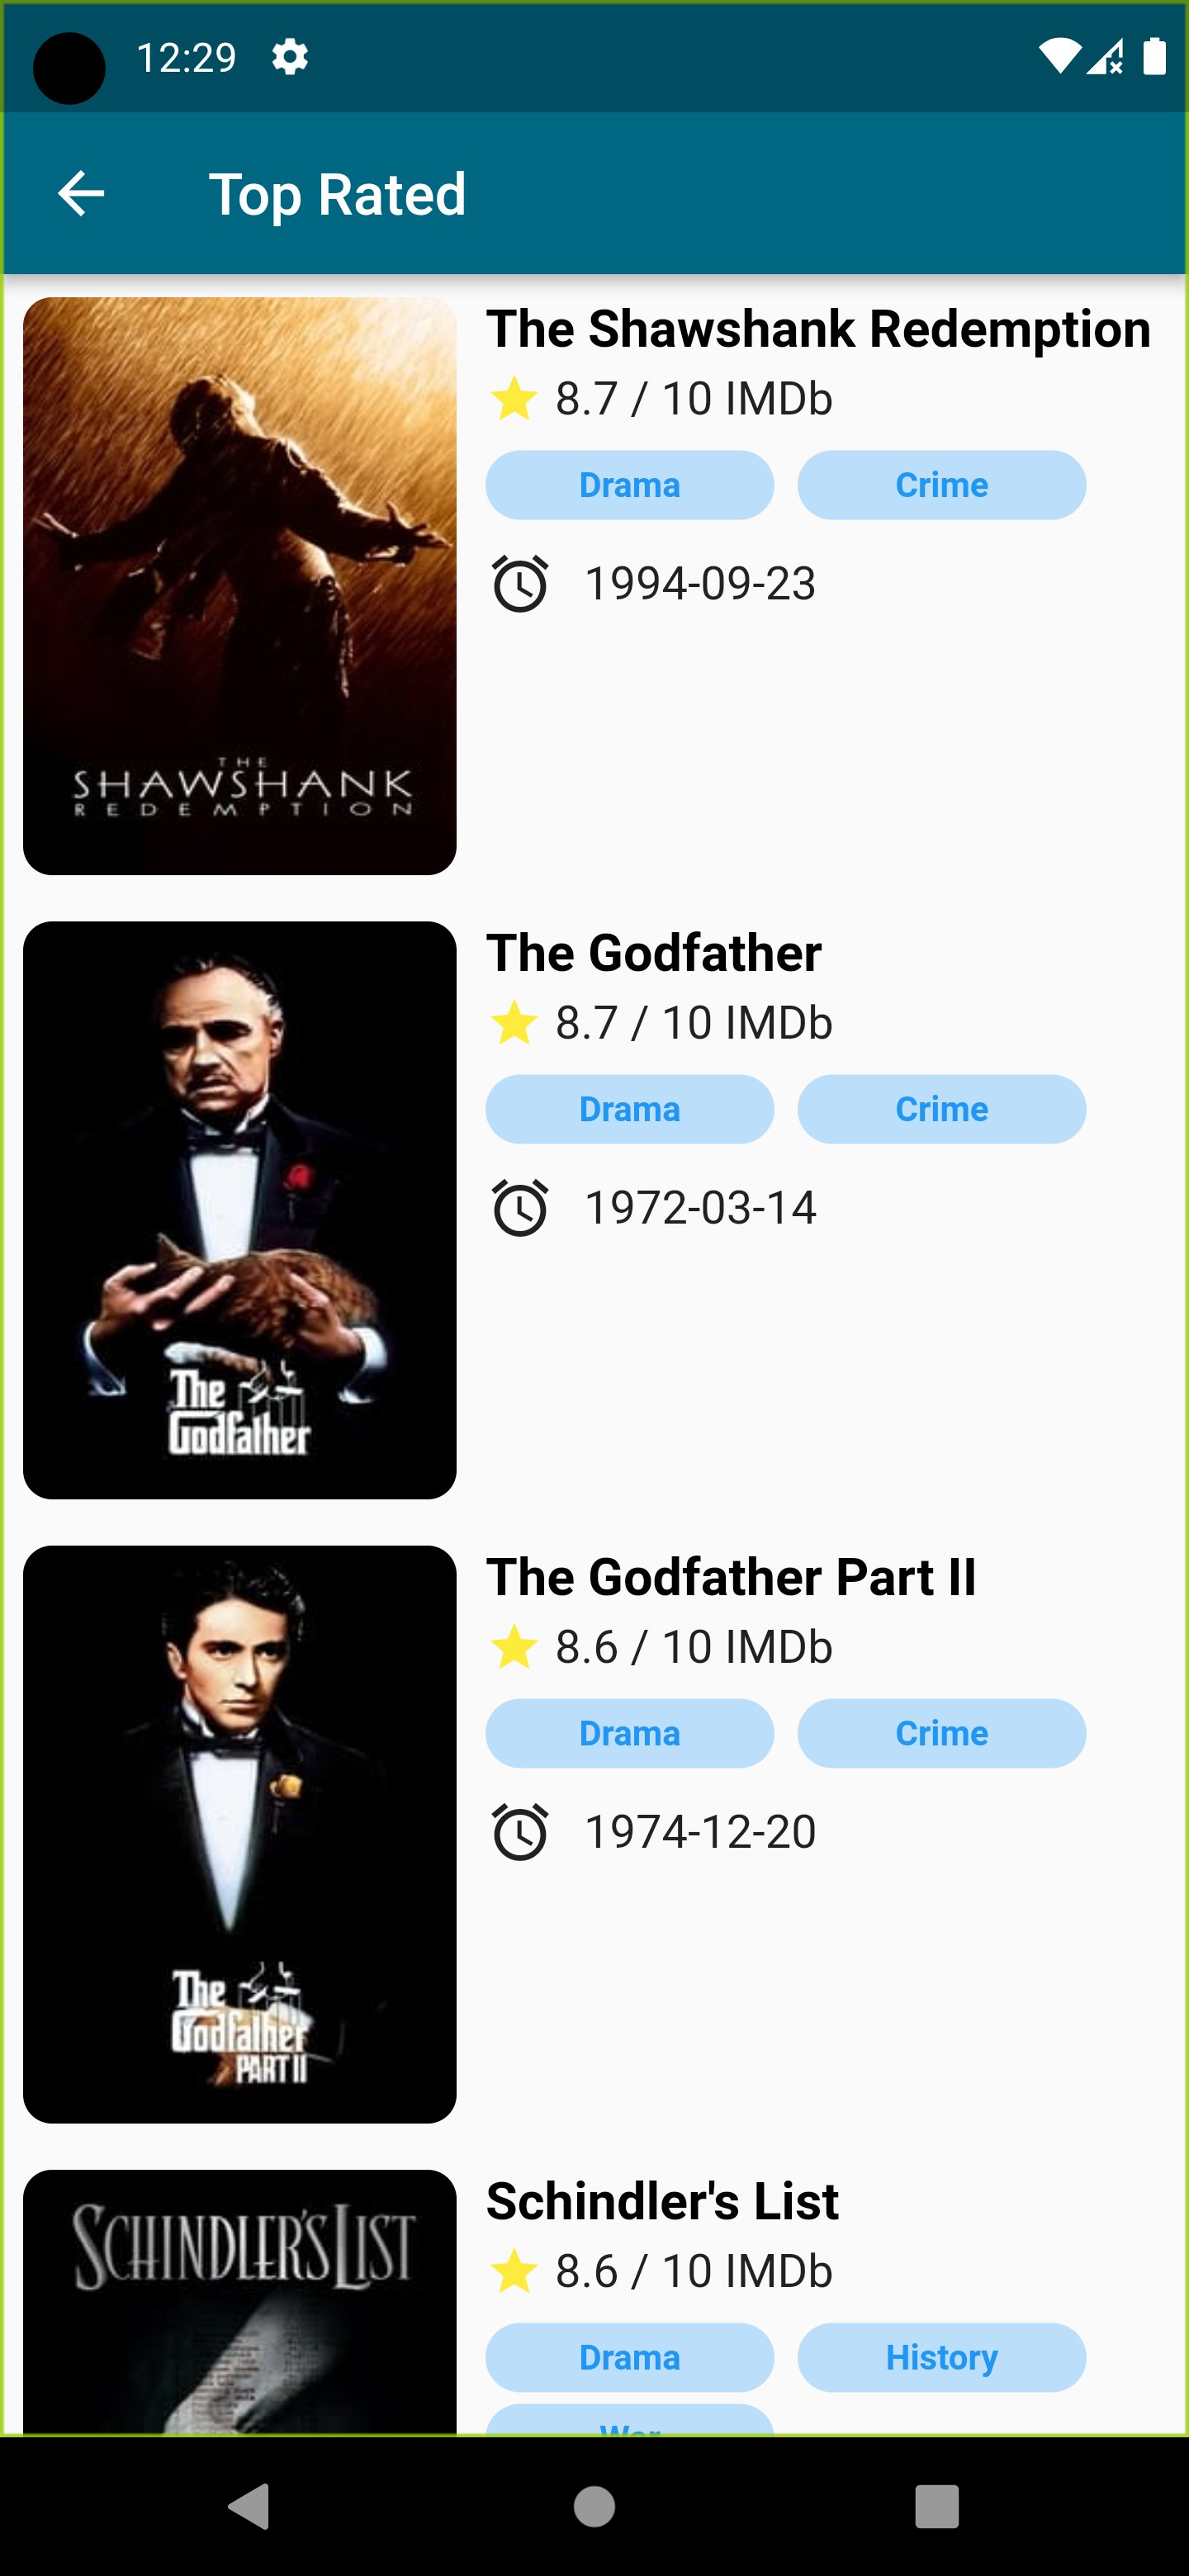 12:29
Top Rated
The Shawshank Redemption
8.7 / 10 IMDb
Drama Crime
1994-09-23
THE
SHAWSHANK
REDEMPTION
The Godfather
8.7 / 10 IMDb
Drama Crime
1972-03-14
The
Godfather
The Godfather Part II
8.6 / 10 IMDb
Drama Crime
1974-12-20
The
Godfather
PART II
Schindler's List
SCHINDLER'S LIST
8.6 / 10 IMDb
Drama History
War